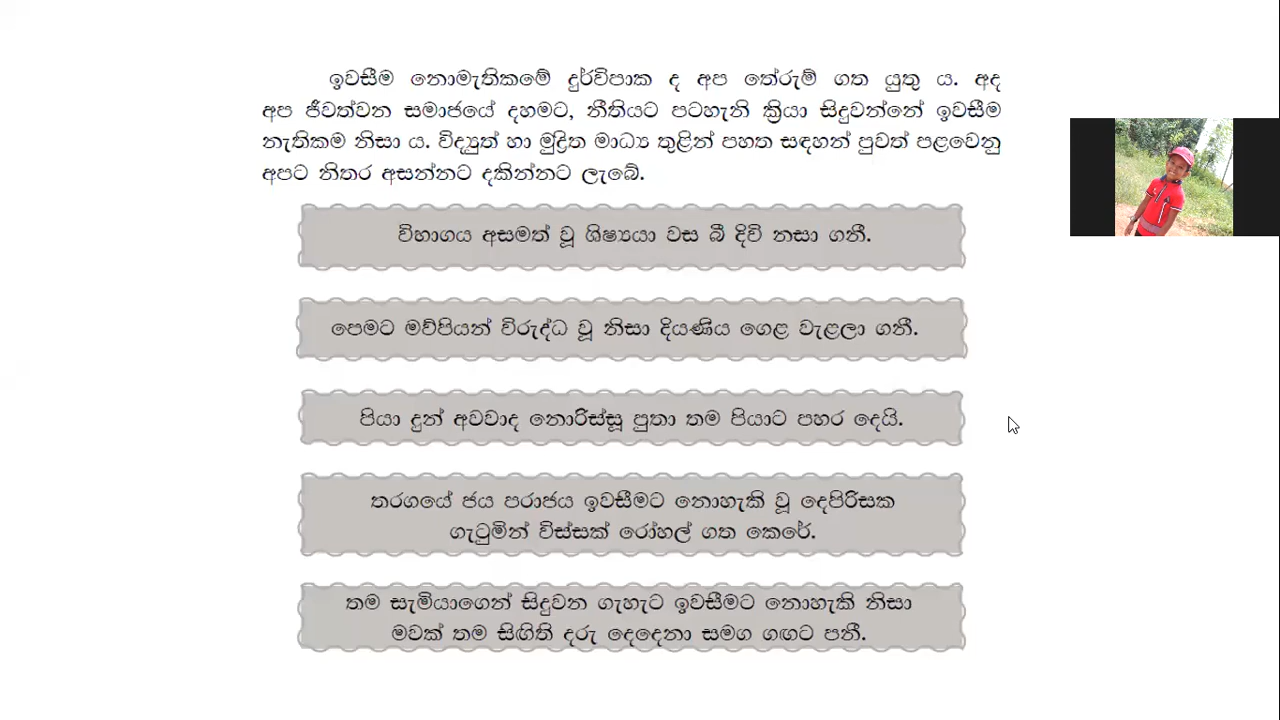 ඉවසීම නොමැතිකමේ දුර්විපාක ද අප තේරුම් ගත යුතු ය. අද
අප ජීවත්වන සමාජයේ දහමට, නීතියට පටහැනි ක්‍රියා සිදුවන්නේ ඉවසීම
නැතිකම නිසා ය. විද්‍යුත් හා මුද්‍රිත මාධ්‍ය තුළින් පහත සඳහන් පුවත් පළවෙනු
අපට නිතර අසන්නට දකින්නට ලැබේ.
විභාගය අසමත් වූ ශිෂ්‍යයා වස බී දිවි නසා ගනී.
පෙමට මව්පියන් විරුද්ධ වූ නිසා දියණිය ගෙළ වැළලා ගනී.
පියා දුන් අවවාද නොරිස්සූ පුතා තම පියාට පහර දෙයි.
තරගයේ ජය පරාජය ඉවසීමට නොහැකි වූ දෙපිරිසක
ගැටුමින් විස්සක් රෝහල් ගත කෙරේ.
තම සැමියාගෙන් සිදුවන ගැහැට ඉවසීමට නොහැකි නිසා
මවක් තම සිඟිති දරු දෙදෙනා සමග ගඟට පනී.